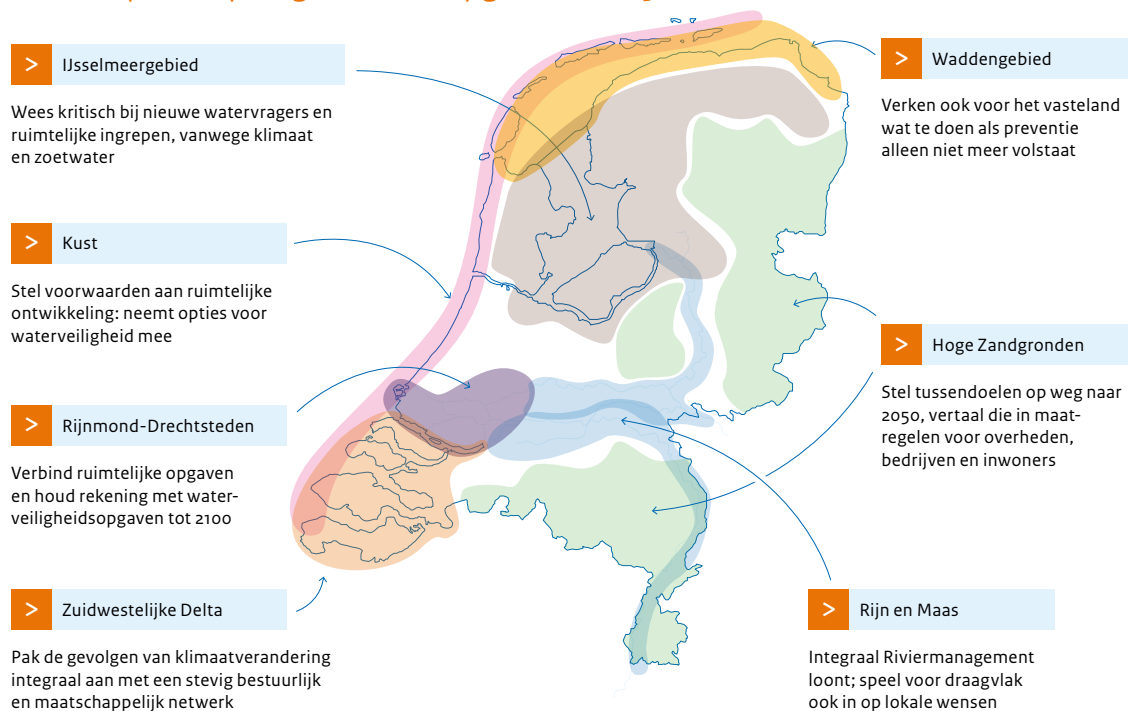 > IJsselmeergebied
Wees kritisch bij nieuwe watervragers en
ruimtelijke ingrepen, vanwege klimaat
en zoetwater
> Kust
Stel voorwaarden aan ruimtelijke
ontwikkeling: neemt opties voor
waterveiligheid mee
> Rijnmond-Drechtsteden
Verbind ruimtelijke opgaven
en houd rekening met water-
veiligheidsopgaven tot 2100
> Zuidwestelijke Delta
Pak de gevolgen van klimaatverandering
integraal aan met een stevig bestuurlijk
en maatschappelijk netwerk
> Waddengebied
Verken ook voor het vasteland
wat te doen als preventie
alleen niet meer volstaat
> Hoge Zandgronden
Stel tussendoelen op weg naar
2050, vertaal die in maat-
regelen voor overheden,
bedrijven en inwoners
> Rijn en Maas
Integraal Riviermanagement
loont; speel voor draagvlak
ook in op lokale wensen